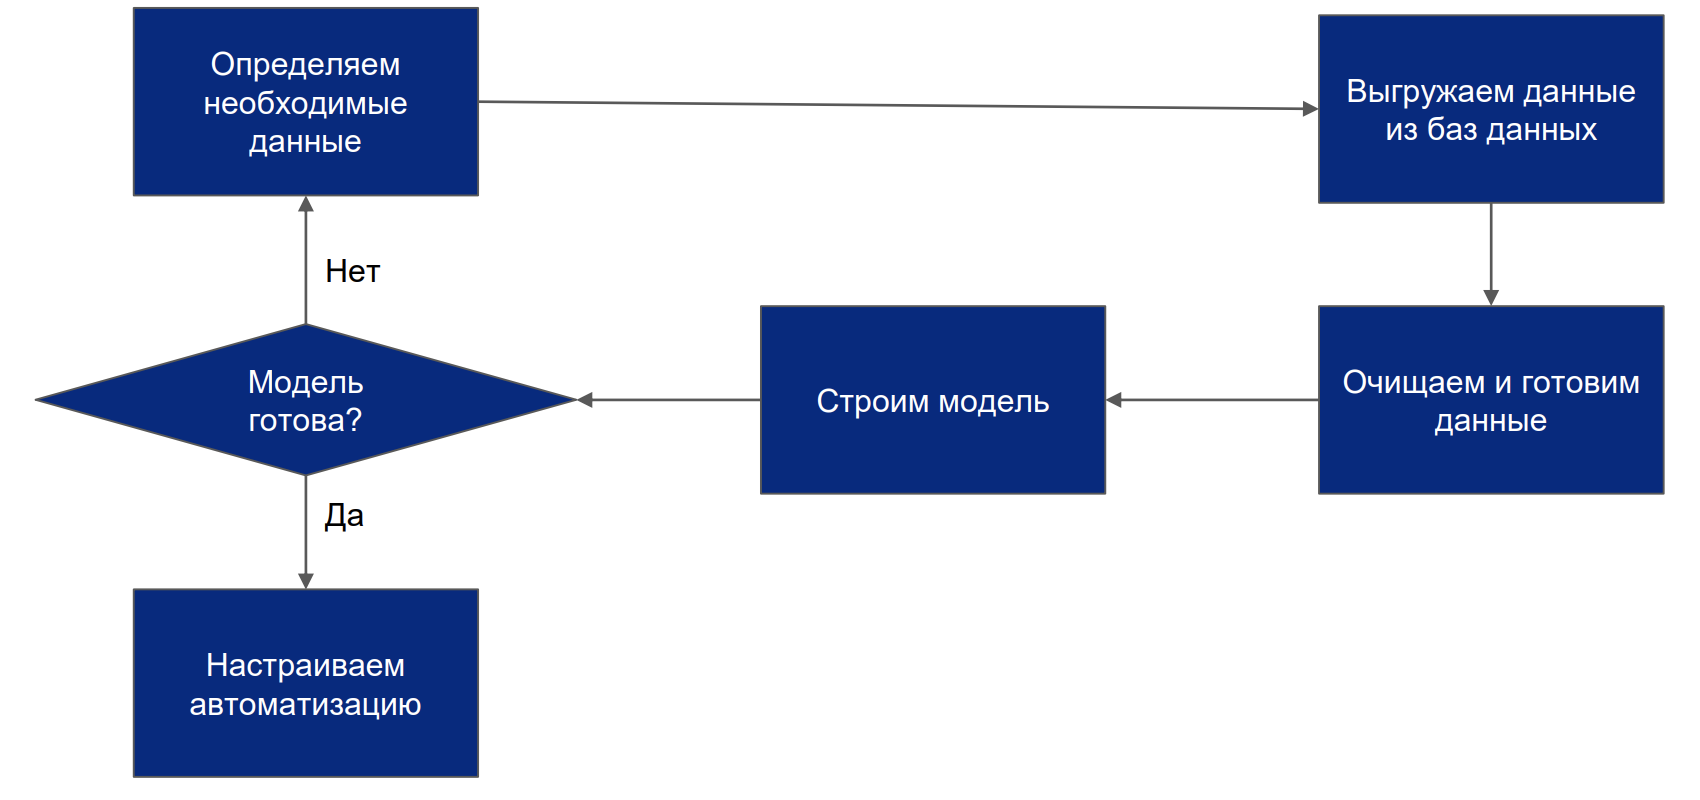 Определяем
необходимые
данные
Выгружаем данные
из баз данных
Нет
Модель
готова?
Строим модель
Очищаем и готовим
данные
Да
Настраиваем
автоматизацию